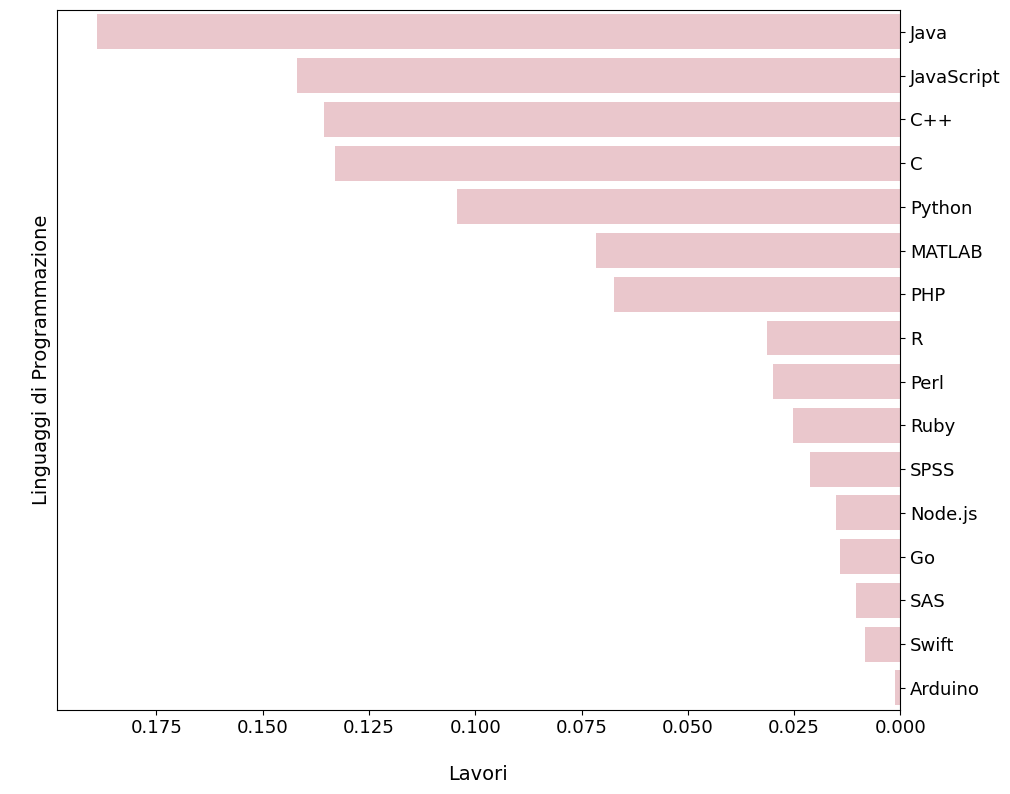 Java
JavaScript
C++
C
Python
MATLAB
PHP
R
Perl
Ruby
SPSS
Node.js
Go
SAS
Swift
Arduino
Linguaggi di Programmazione
0.175 0.150 0.125 0.100 0.075 0.050 0.025 0.000
Lavori